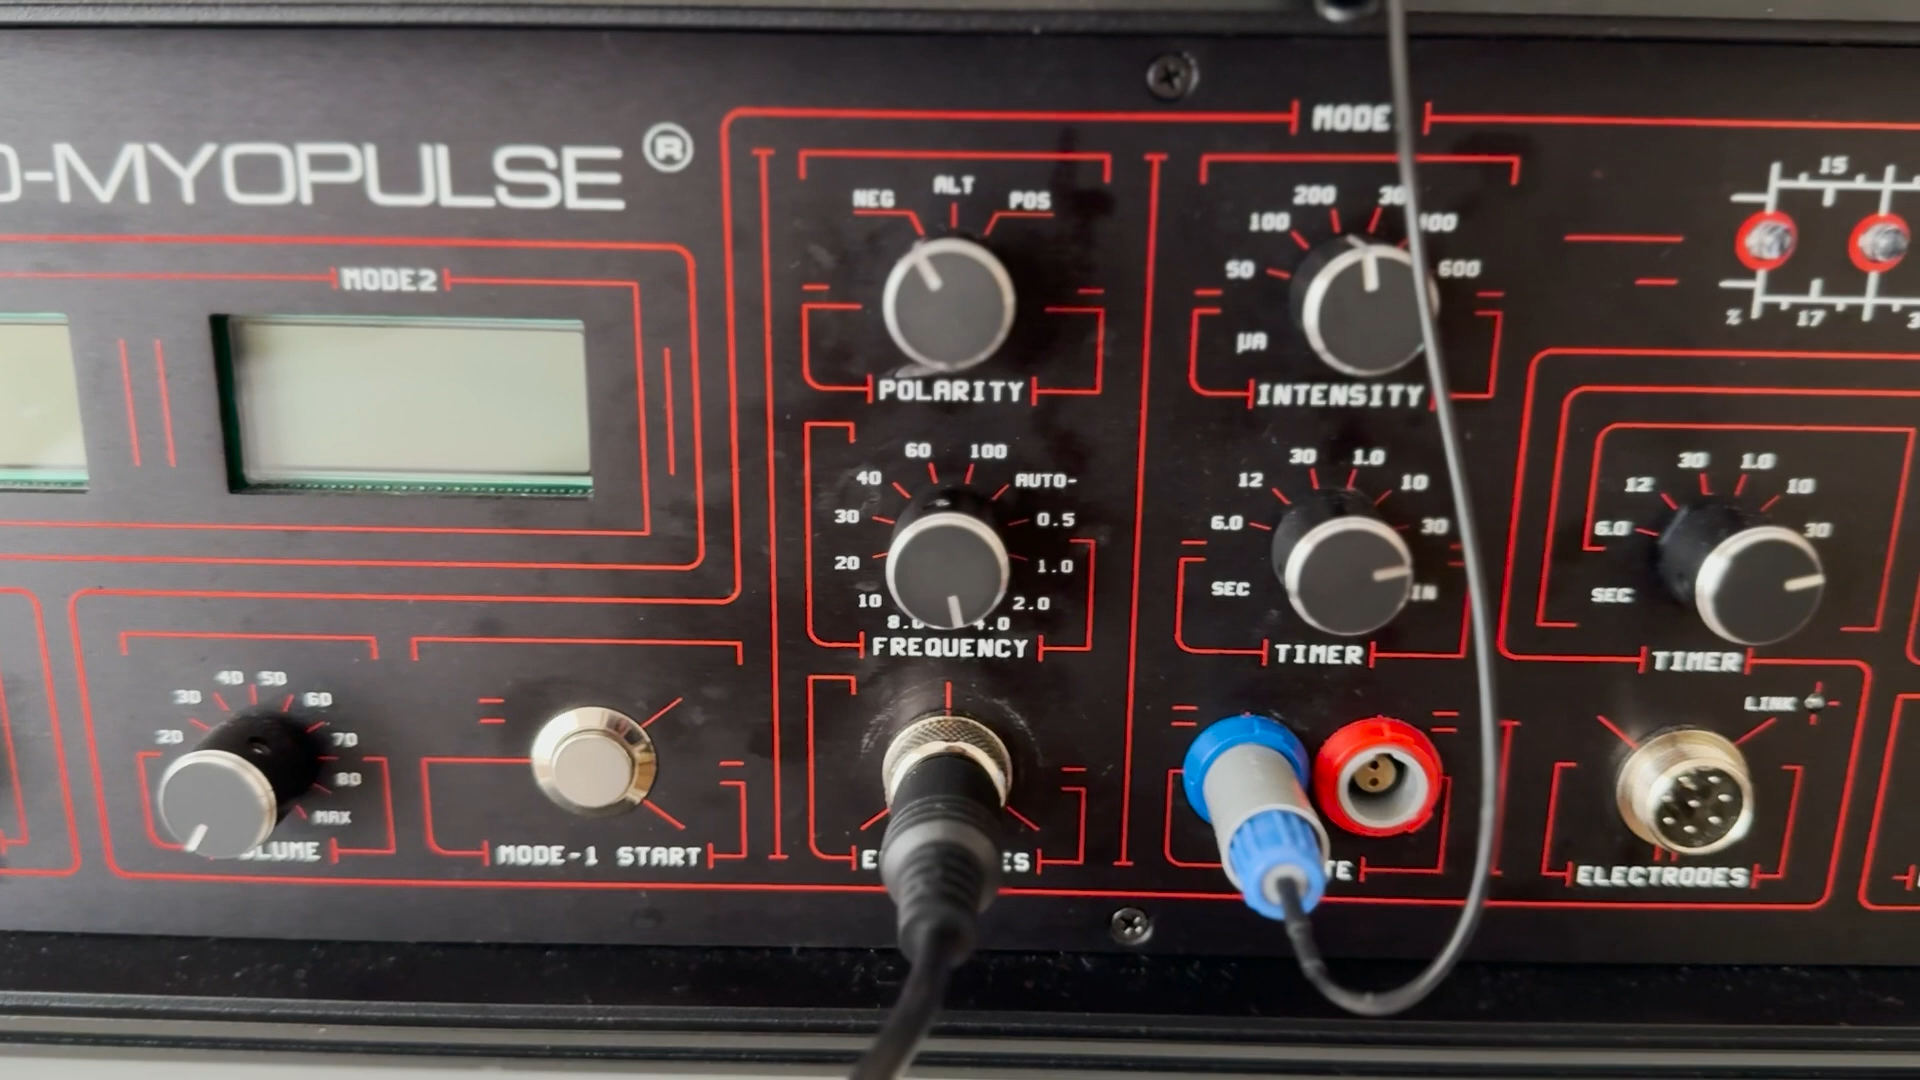 -MYOPULSE ®
MODE2
MODE
NEG ALT POS
POLARITY
50 100 200 30 400 600
µA
INTENSITY
15
% 17
10 20 30 40 60 100 AUTO- 0.5 1.0 2.0
FREQUENCY
6.0 12 30 1.0 10 30
SEC
TIMER
6.0 12 30 1.0 10 30
SEC
TIMER
20 30 40 50 60 70 80 MAX
LUME
MODE-1 START
LINK
ELECTRODES